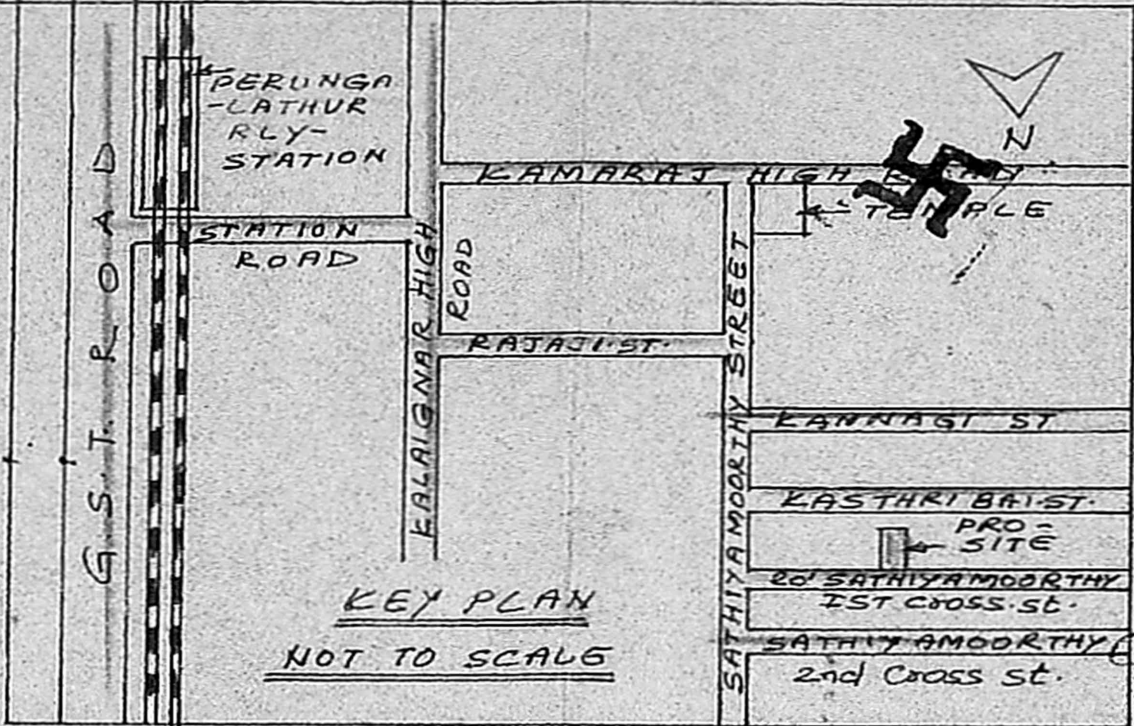 PERUNGA
-LATHUR
RLY-
STATION
G.S.T. ROAD
STATION
ROAD
KALAIGNAR HIGH
ROAD
KAMARAJ HIGH ROAD
N
TEMPLE
RAJAJI.ST.
SATHIYAMOORTHY STREET
KANNAGI ST
KASTHRI BAI.ST.
PRO-
SITE
20' SATHIYAMOORTHY
IST Cross.st.
SATHIYAMOORTHY
2nd Cross st.
KEY PLAN
NOT TO SCALE